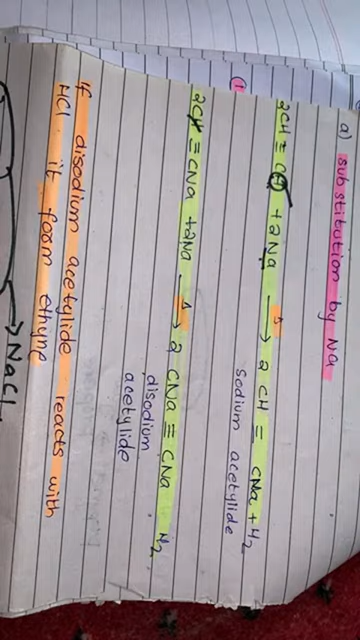 a) substitution by Na
2CH ≡ CH + 2Na →Δ 2 CH ≡ CNa + H2
sodium acetylide
2CH ≡ CNa + 2Na →Δ 2 CNa ≡ CNa H2
disodium
acetylide
If disodium acetylide reacts with
HCl it form ethyne
NaCl